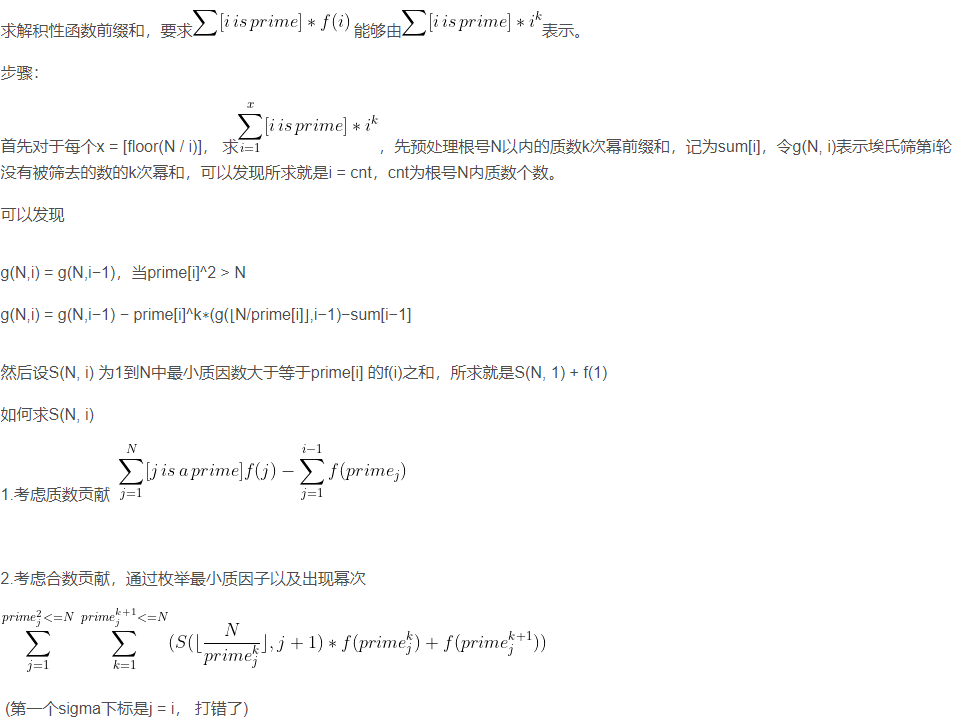 求解积性函数前缀和，要求∑[i is prime] * f(i) 能够由∑[i is prime] * i^k表示。
步骤：
首先对于每个x = [floor(N / i)]， 求 \sum_{i=1}^{x} [i is prime] * i^k ，先预处理根号N以内的质数k次幂前缀和，记为sum[i]，令g(N, i)表示埃氏筛第i轮
没有被筛去的数的k次幂和，可以发现所求就是i = cnt，cnt为根号N内质数个数。
可以发现
g(N,i) = g(N,i−1)，当prime[i]^2 > N
g(N,i) = g(N,i−1) − prime[i]^k∗(g(⌊N/prime[i]⌋,i−1)−sum[i−1]
然后设S(N, i) 为1到N中最小质因数大于等于prime[i] 的f(i)之和，所求就是S(N, 1) + f(1)
如何求S(N, i)
1.考虑质数贡献 \sum_{j=1}^{N} [j is a prime]f(j) − \sum_{i=1}^{i−1} f(prime_j)
2.考虑合数贡献，通过枚举最小质因子以及出现幂次
\sum_{j=1}^{prime_j^2<=N} \sum_{k=1}^{prime_j^{k+1}<=N} (S(⌊\frac{N}{prime_j^k}⌋, j + 1) * f(prime_j^k) + f(prime_j^{k+1}))
(第一个sigma下标是j = i， 打错了)